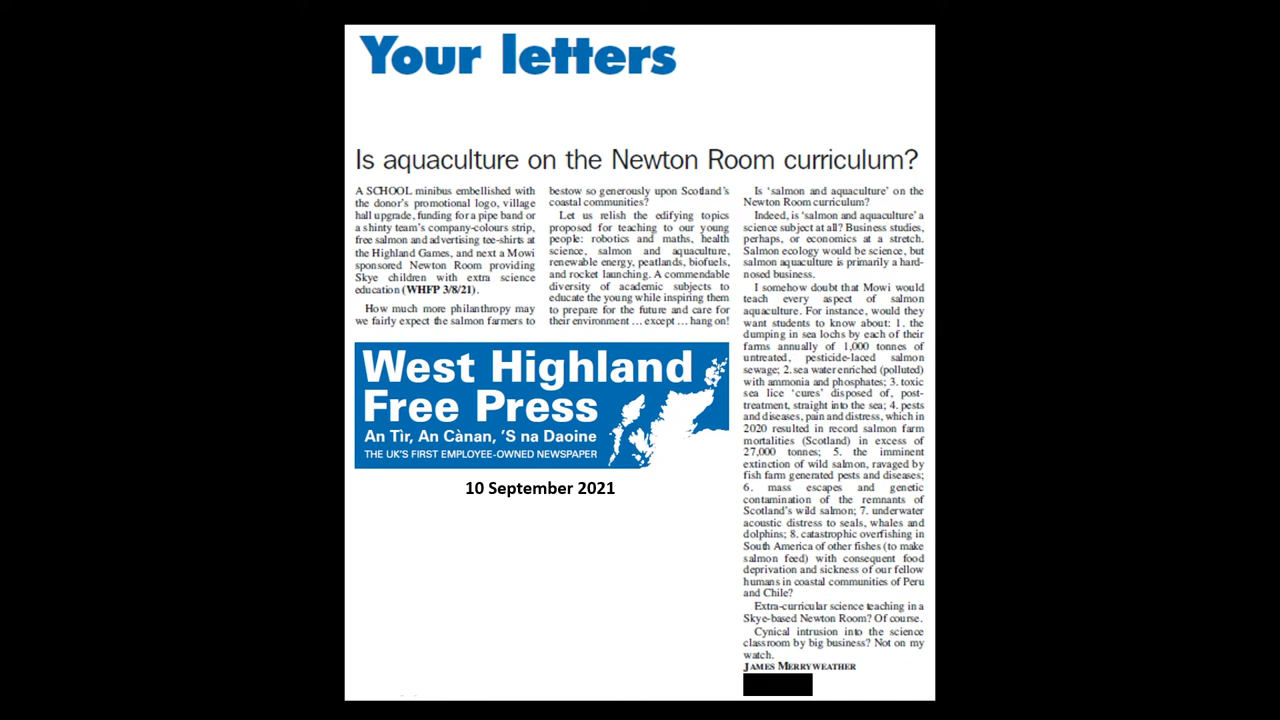 Your letters
Is aquaculture on the Newton Room curriculum?
A SCHOOL minibus embellished with
the donor's promotional logo, village
hall upgrade, funding for a pipe band or
a shinty team's company-colours strip,
free salmon and advertising tee-shirts at
the Highland Games, and next a Mowi
sponsored Newton Room providing
Skye children with extra science
education (WHFP 3/8/21).
How much more philanthropy may
we fairly expect the salmon farmers to
bestow so generously upon Scotland's
coastal communities?
Let us relish the edifying topics
proposed for teaching to our young
people: robotics and maths, health
science, salmon and aquaculture,
renewable energy, peatlands, biofuels,
and rocket launching. A commendable
diversity of academic subjects to
educate the young while inspiring them
to prepare for the future and care for
their environment ... except ... hang on!
Is 'salmon and aquaculture' on the
Newton Room curriculum?
Indeed, is 'salmon and aquaculture' a
science subject at all? Business studies,
perhaps, or economics at a stretch.
Salmon ecology would be science, but
salmon aquaculture is primarily a hard-
nosed business.
I somehow doubt that Mowi would
teach every aspect of salmon
aquaculture. For instance, would they
want students to know about: 1. the
dumping in sea lochs by each of their
farms annually of 1,000 tonnes of
untreated, pesticide-laced salmon
sewage; 2. sea water enriched (polluted)
with ammonia and phosphates; 3. toxic
sea lice 'cures' disposed of, post-
treatment, straight into the sea; 4. pests
and diseases, pain and distress, which in
2020 resulted in record salmon farm
mortalities (Scotland) in excess of
27,000 tonnes; 5. the imminent
extinction of wild salmon, ravaged by
fish farm generated pests and diseases;
6. mass escapes and genetic
contamination of the remnants of
Scotland's wild salmon; 7. underwater
acoustic distress to seals, whales and
dolphins; 8. catastrophic overfishing in
South America of other fishes (to make
salmon feed) with consequent food
deprivation and sickness of our fellow
humans in coastal communities of Peru
and Chile?
Extra-curricular science teaching in a
Skye-based Newton Room? Of course.
Cynical intrusion into the science
classroom by big business? Not on my
watch.
JAMES MERRYWEATHER
West Highland
Free Press
An Tìr, An Cànan, 'S na Daoine
THE UK'S FIRST EMPLOYEE-OWNED NEWSPAPER
10 September 2021